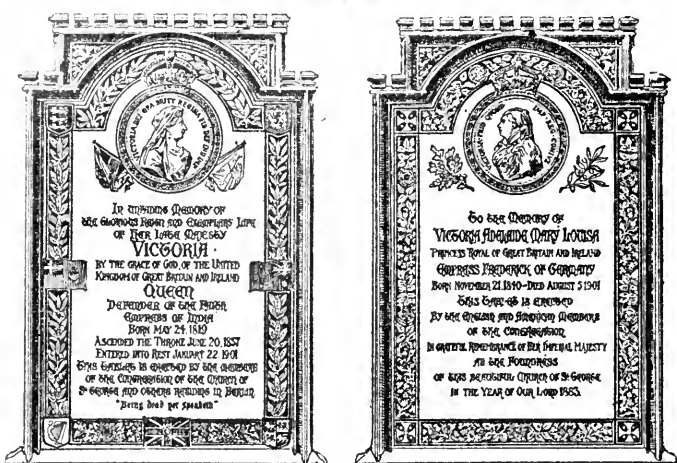 In Undying Memory of
the Glorious Reign and Exemplary Life
of Her Late Majesty
VICTORIA
BY THE GRACE OF GOD, OF THE UNITED
KINGDOM OF GREAT BRITAIN AND IRELAND
QUEEN
Defender of the Faith
Empress of India
BORN MAY 24. 1819
ASCENDED THE THRONE JUNE 20. 1837
ENTERED INTO REST JANUARY 22 1901
This Tablet is erected by the members
of the Congregation of the Church of
St George and others residing in Berlin
"Being dead yet speaketh"
To the Memory of
Victoria Adelaide Mary Louisa
PRINCESS ROYAL OF GREAT BRITAIN AND IRELAND
Empress Frederick of Germany
BORN NOVEMBER 21. 1840–DIED AUGUST 5 1901
This Tablet is erected
By the English and American Members
of the Congregation
IN GRATEFUL REMEMBRANCE OF HER IMPERIAL MAJESTY
As the Foundress
of this beautiful Church of St George
IN THE YEAR OF OUR LORD 1883.